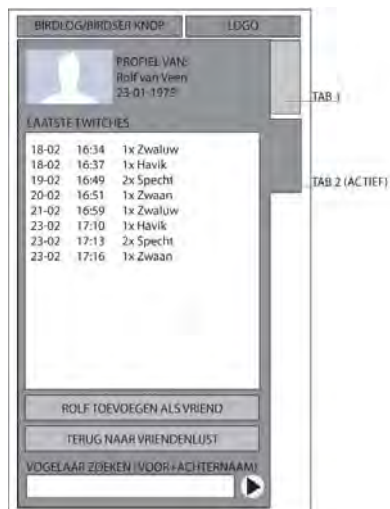 BIRDLOG/BIRDSER KNOP
LOGO
PROFIEL VAN:
Rolf van Veen
23-01-1978
TAB 1
LAATSTE TWITCHES
TAB 2 (ACTIEF)
18-02 16:34 1x Zwaluw
18-02 16:37 1x Havik
19-02 16:49 2x Specht
20-02 16:51 1x Zwaan
21-02 16:59 1x Zwaluw
23-02 17:10 1x Havik
23-02 17:13 2x Specht
23-02 17:16 1x Zwaan
ROLF TOEVOEGEN ALS VRIEND
TERUG NAAR VRIENDENLIJST
VOGELAAR ZOEKEN (VOOR+ACHTERNAAM)